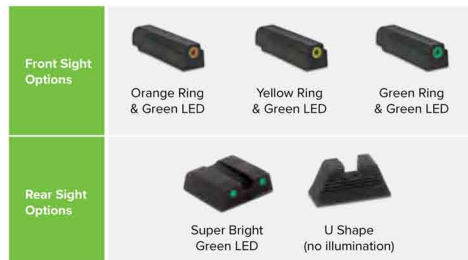 Front Sight
Options
Orange Ring
& Green LED
Yellow Ring
& Green LED
Green Ring
& Green LED
Rear Sight
Options
Super Bright
Green LED
U Shape
(no illumination)